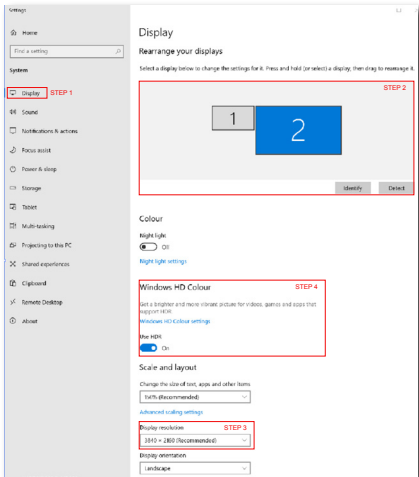 Settings
Home
Find a setting
System
Display STEP 1
Sound
Notifications & actions
Focus assist
Power & sleep
Storage
Tablet
Multi-tasking
Projecting to this PC
Shared experiences
Clipboard
Remote Desktop
About
Display
Rearrange your displays
Select a display below to change the settings for it. Press and hold (or select) a display, then drag to rearrange it.
STEP 2
1
2
Identify Detect
Colour
Night light
Off
Night light settings
Windows HD Colour STEP 4
Get a brighter and more vibrant picture for videos, games and apps that
support HDR.
Windows HD Colour settings
Use HDR
On
Scale and layout
Change the size of text, apps and other items
150% (Recommended)
Advanced scaling settings
Display resolution STEP 3
3840 × 2160 (Recommended)
Display orientation
Landscape